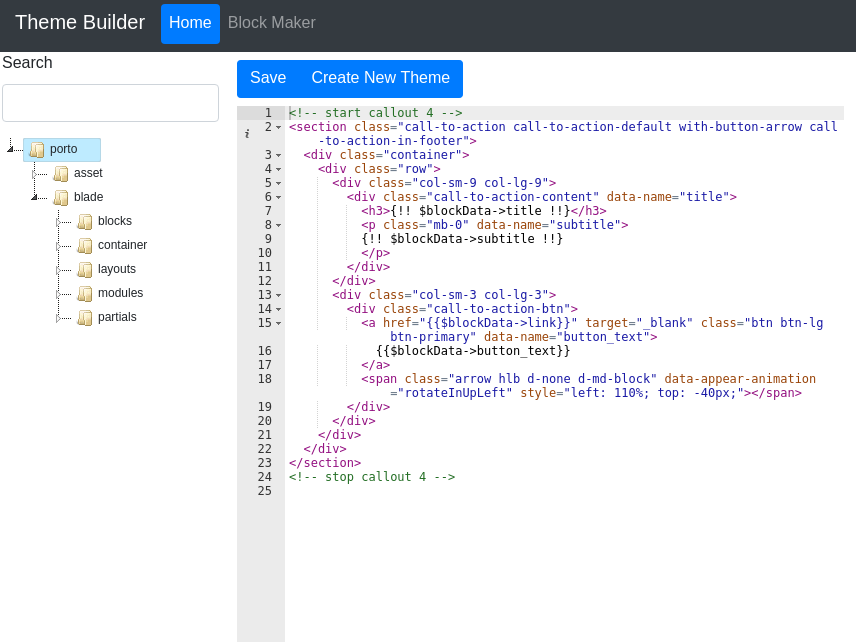 Theme Builder Home Block Maker
Search
Save Create New Theme
porto
asset
blade
blocks
container
layouts
modules
partials
1 <!-- start callout 4 -->
2 <section class="call-to-action call-to-action-default with-button-arrow call
-to-action-in-footer">
3 <div class="container">
4 <div class="row">
5 <div class="col-sm-9 col-lg-9">
6 <div class="call-to-action-content" data-name="title">
7 <h3>{!! $blockData->title !!}</h3>
8 <p class="mb-0" data-name="subtitle">
9 {!! $blockData->subtitle !!}
10 </p>
11 </div>
12 </div>
13 <div class="col-sm-3 col-lg-3">
14 <div class="call-to-action-btn">
15 <a href="{{$blockData->link}}" target="_blank" class="btn btn-lg
btn-primary" data-name="button_text">
16 {{$blockData->button_text}}
17 </a>
18 <span class="arrow hlb d-none d-md-block" data-appear-animation
="rotateInUpLeft" style="left: 110%; top: -40px;"></span>
19 </div>
20 </div>
21 </div>
22 </div>
23 </section>
24 <!-- stop callout 4 -->
25